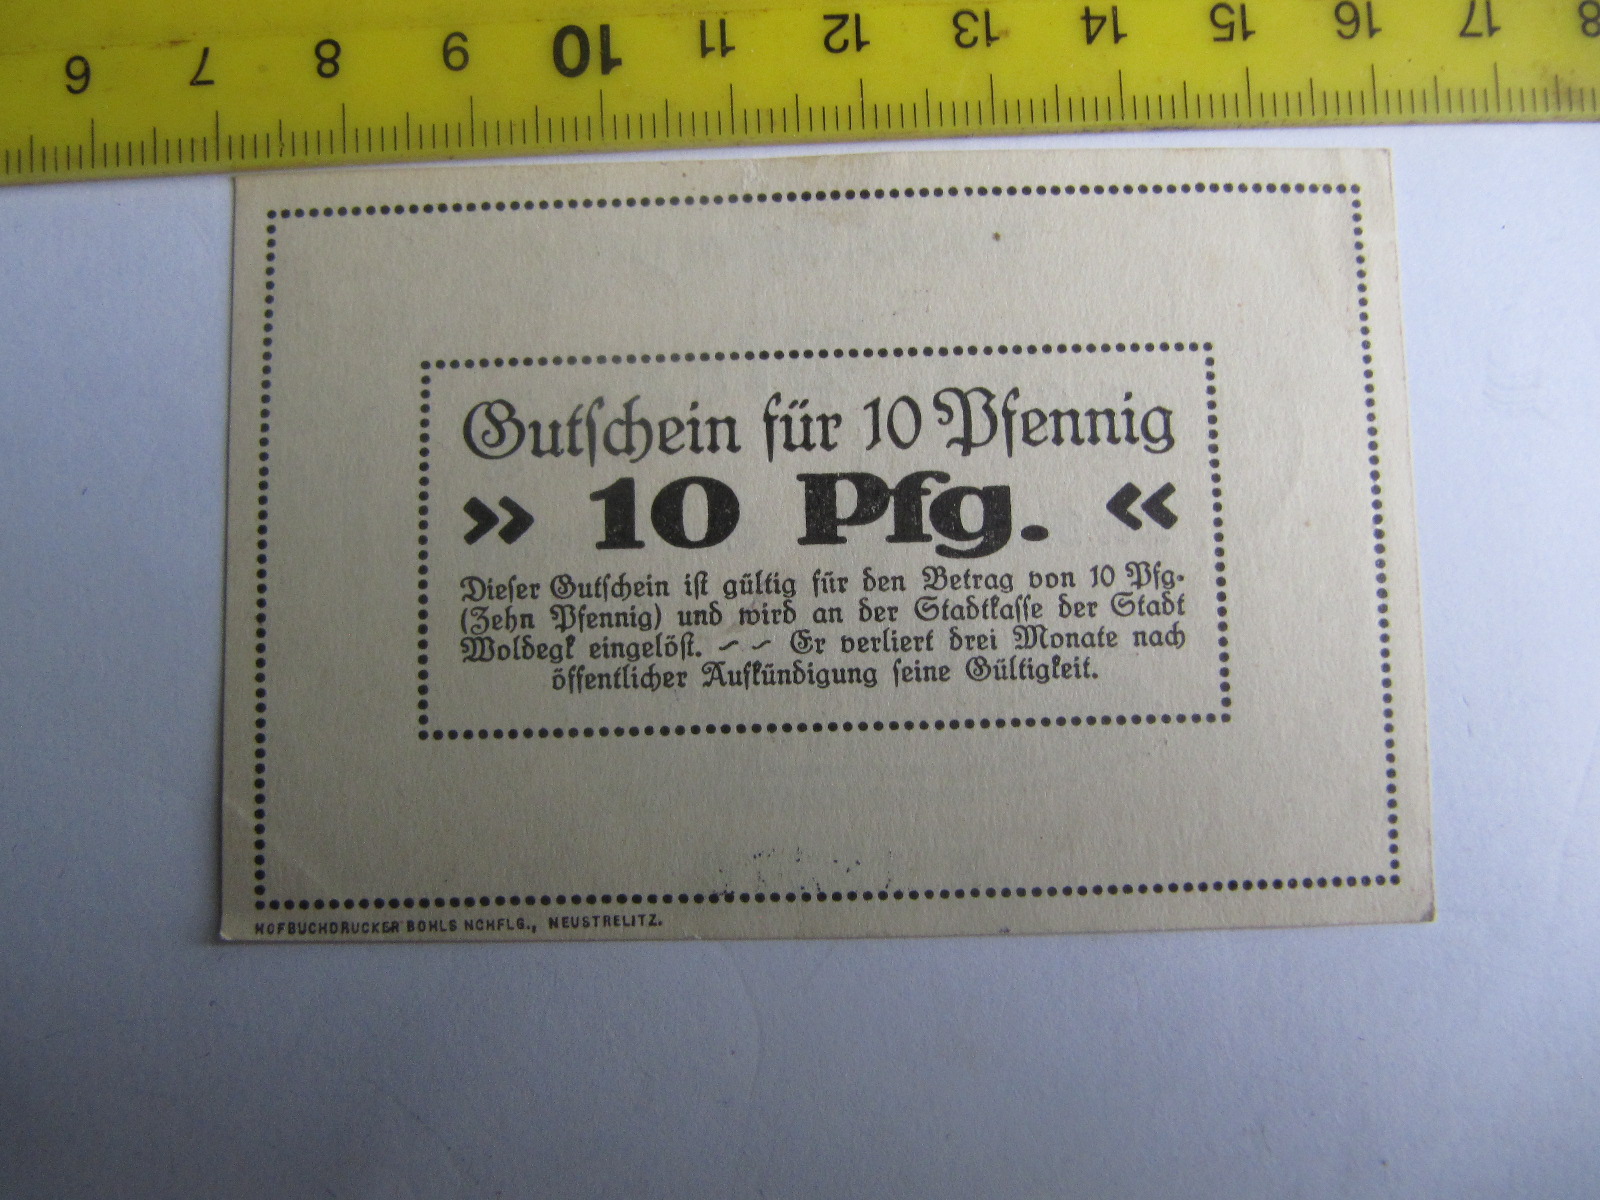 6 7 8 9 10 11 12 13 14 15 16 17 18
Gutschein für 10 Pfennig
» 10 Pfg. «
Dieser Gutschein ist gültig für den Betrag von 10 Pfg.
(Zehn Pfennig) und wird an der Stadtkasse der Stadt
Woldegk eingelöst. ~ ~ Er verliert drei Monate nach
öffentlicher Aufkündigung seine Gültigkeit.
HOFBUCHDRUCKER BOHLS NCHFLG., NEUSTRELITZ.